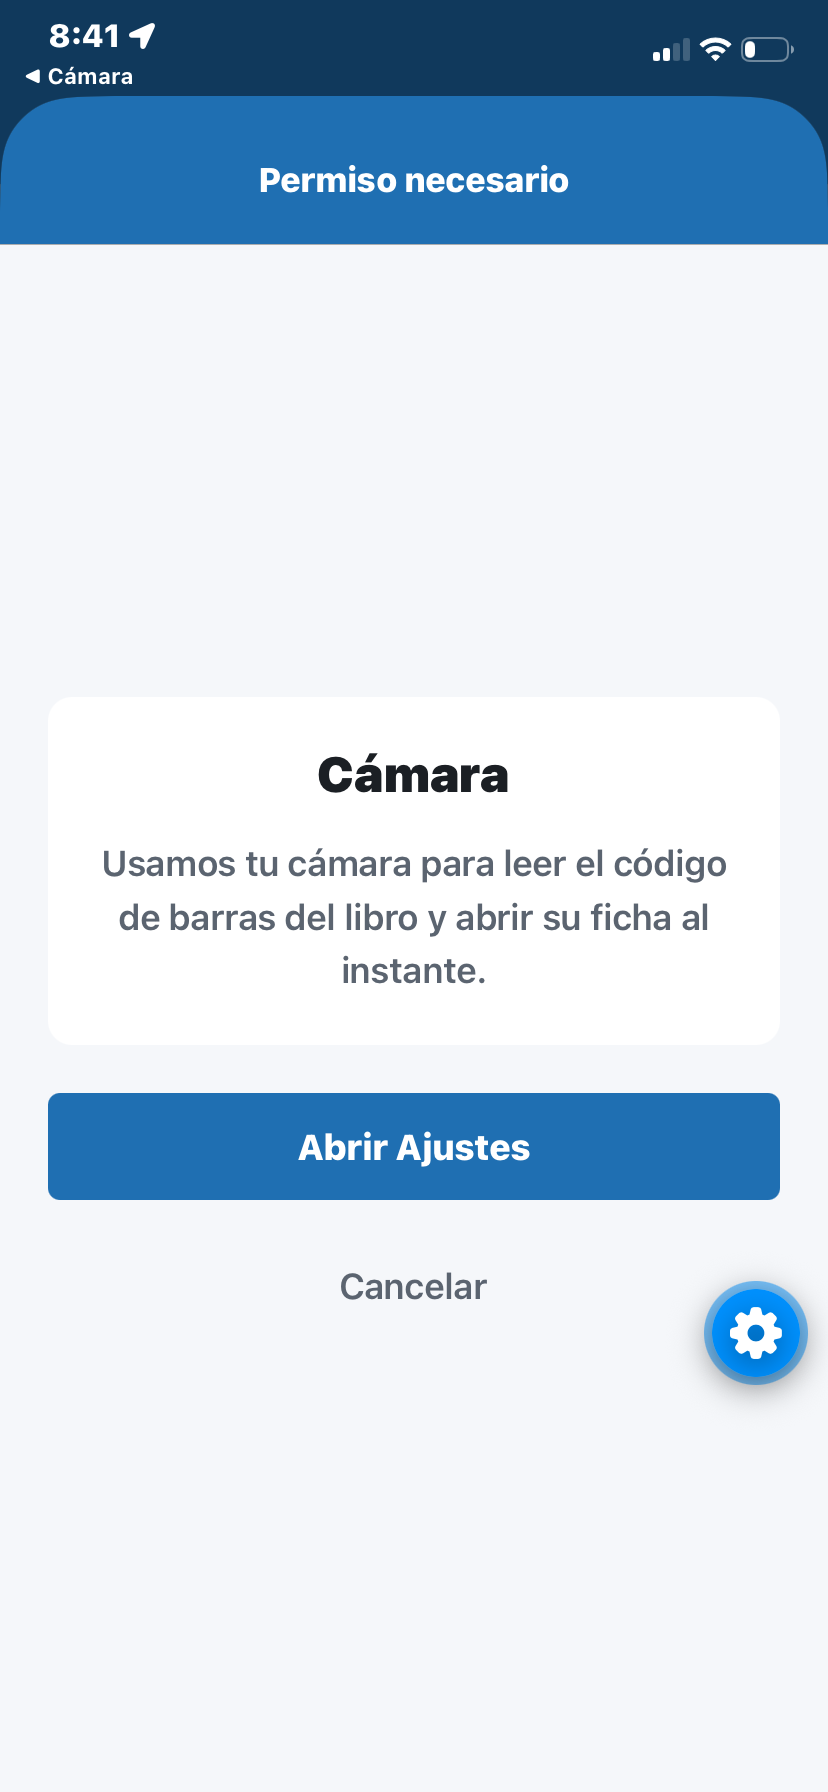 8:41
Cámara
Permiso necesario
Cámara
Usamos tu cámara para leer el código
de barras del libro y abrir su ficha al
instante.
Abrir Ajustes
Cancelar